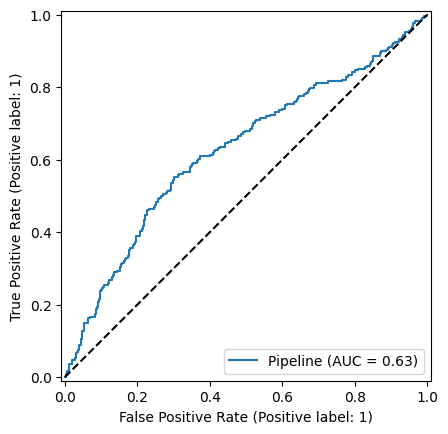 True Positive Rate (Positive label: 1)
1.0
0.8
0.6
0.4
0.2
0.0
Pipeline (AUC = 0.63)
0.0 0.2 0.4 0.6 0.8 1.0
False Positive Rate (Positive label: 1)